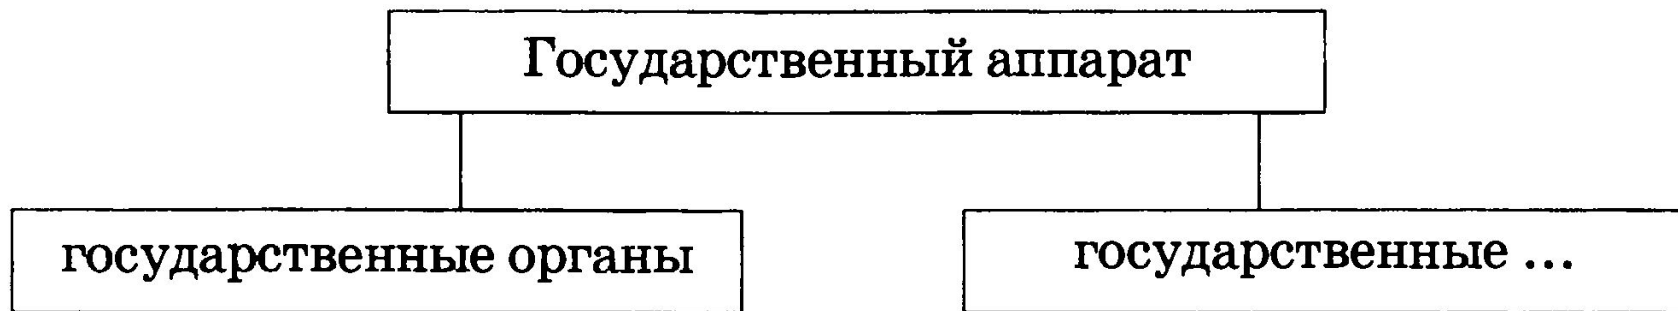 Государственный аппарат
государственные органы
государственные ...